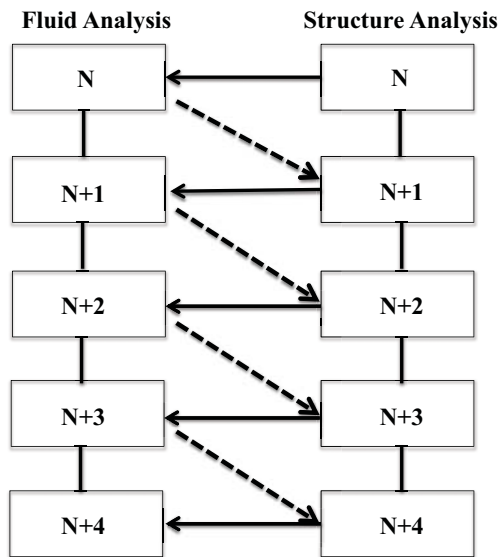 Fluid Analysis Structure Analysis
N N
N+1 N+1
N+2 N+2
N+3 N+3
N+4 N+4